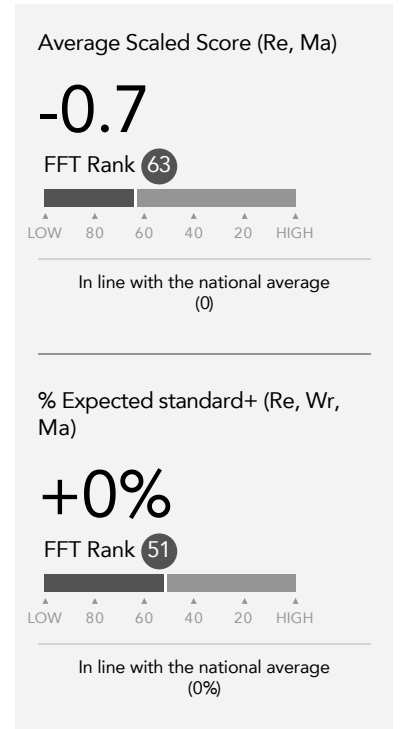 Average Scaled Score (Re, Ma)
-0.7
FFT Rank 63
LOW 80 60 40 20 HIGH
In line with the national average
(0)
% Expected standard+ (Re, Wr,
Ma)
+0%
FFT Rank 51
LOW 80 60 40 20 HIGH
In line with the national average
(0%)